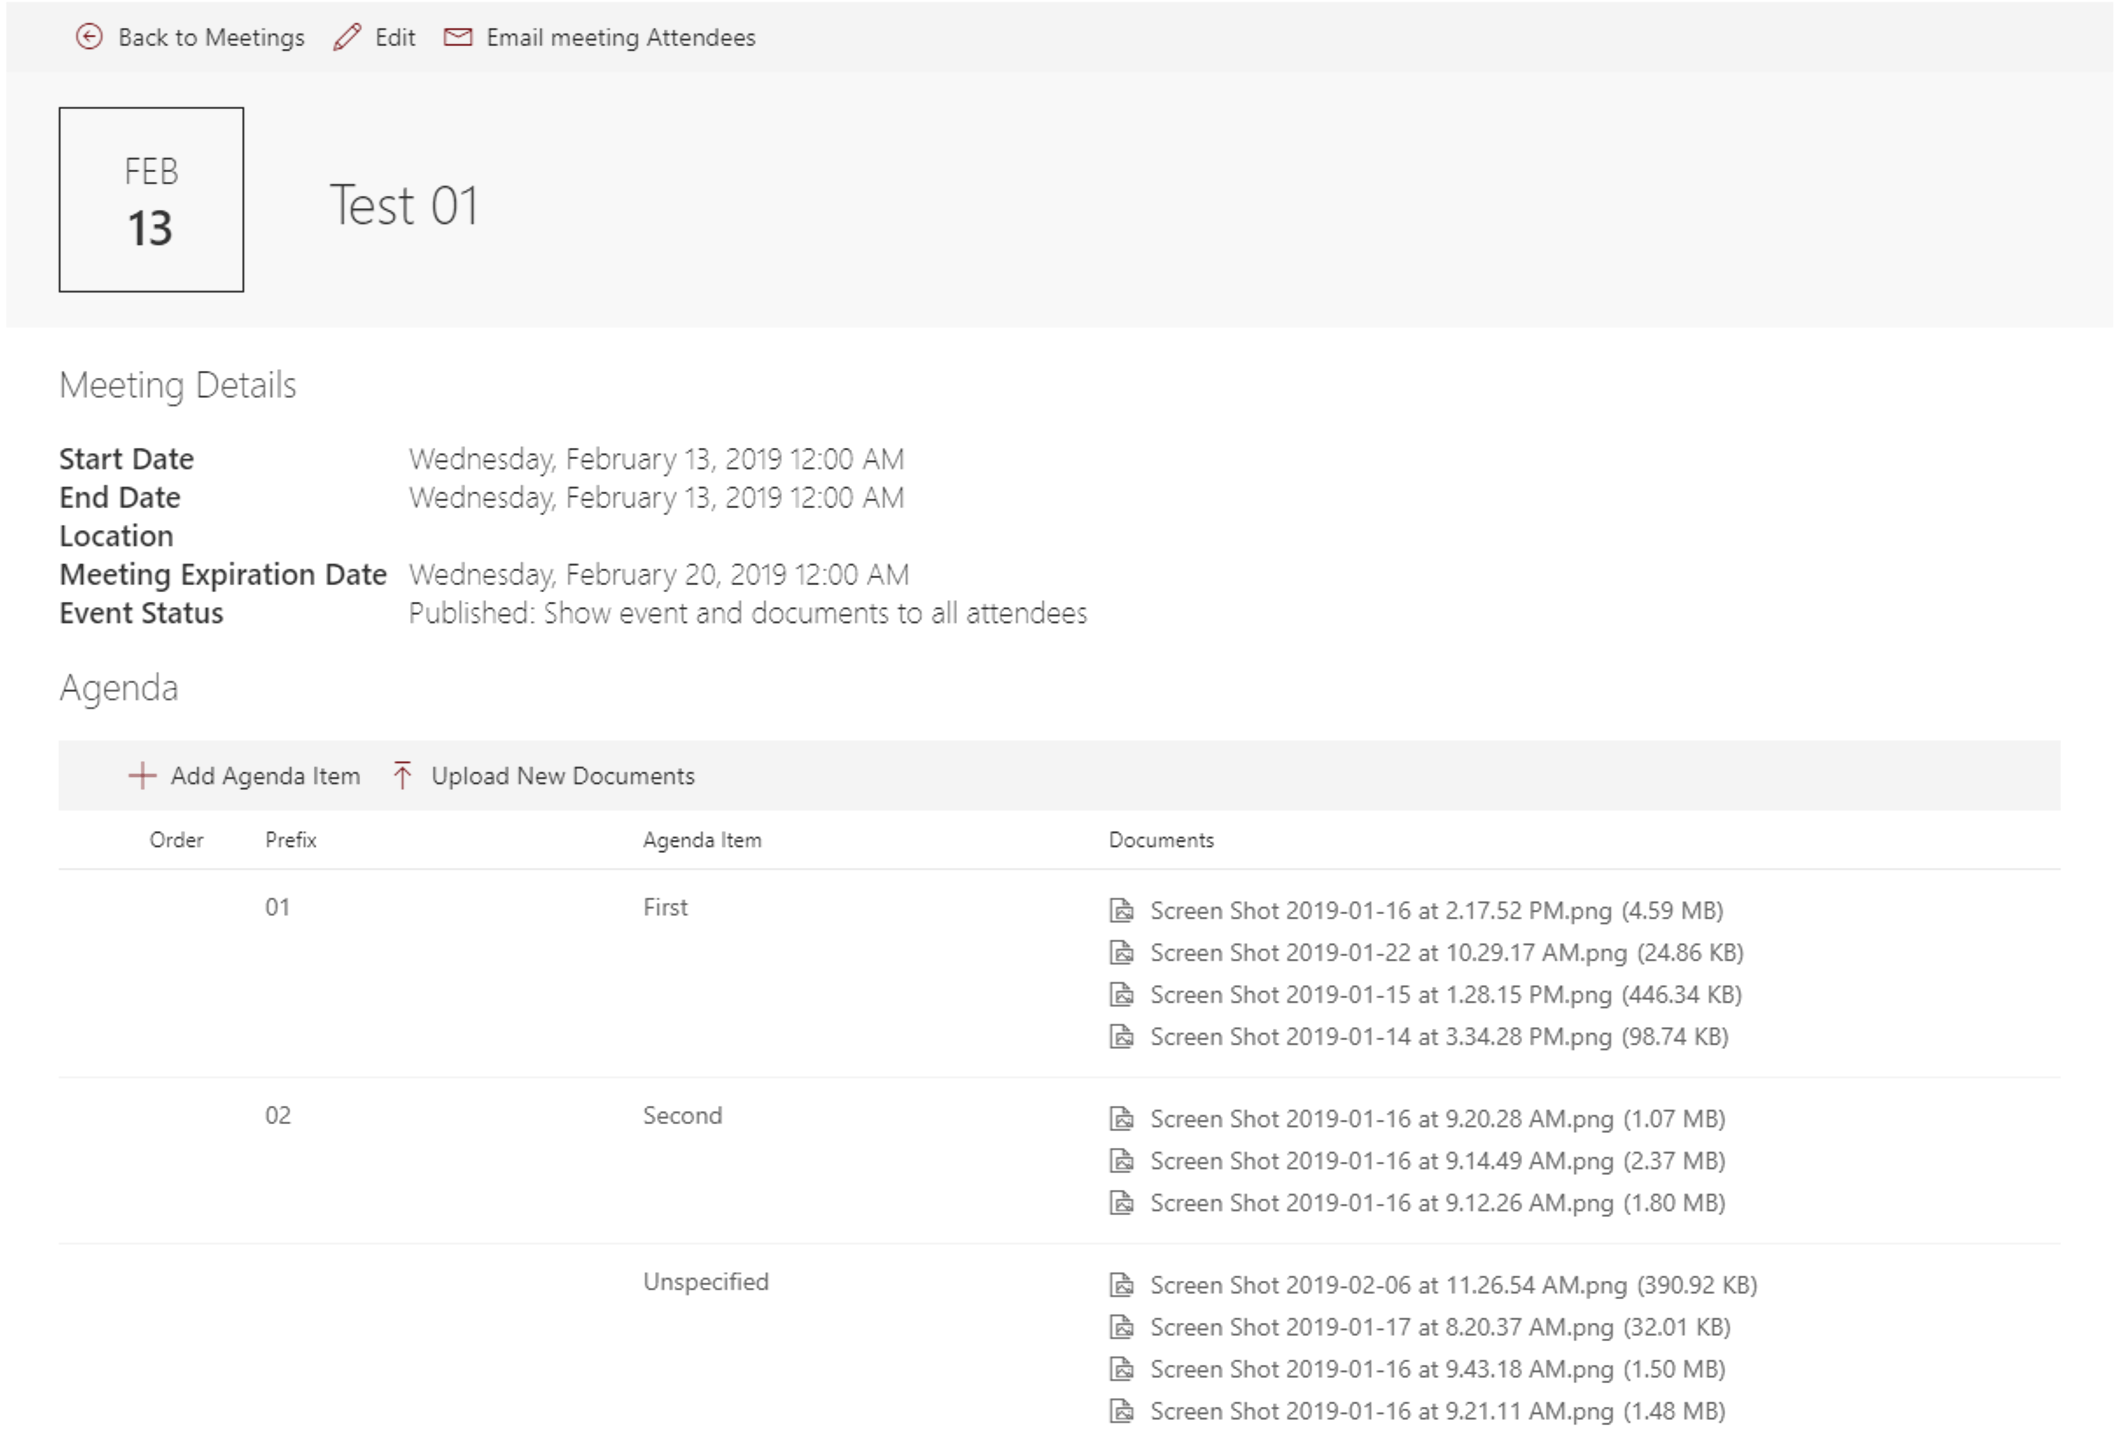 Back to Meetings Edit Email meeting Attendees
FEB
13
Test 01
Meeting Details
Start Date Wednesday, February 13, 2019 12:00 AM
End Date Wednesday, February 13, 2019 12:00 AM
Location
Meeting Expiration Date Wednesday, February 20, 2019 12:00 AM
Event Status Published: Show event and documents to all attendees
Agenda
Add Agenda Item Upload New Documents
Order Prefix Agenda Item Documents
01 First Screen Shot 2019-01-16 at 2.17.52 PM.png (4.59 MB)
Screen Shot 2019-01-22 at 10.29.17 AM.png (24.86 KB)
Screen Shot 2019-01-15 at 1.28.15 PM.png (446.34 KB)
Screen Shot 2019-01-14 at 3.34.28 PM.png (98.74 KB)
02 Second Screen Shot 2019-01-16 at 9.20.28 AM.png (1.07 MB)
Screen Shot 2019-01-16 at 9.14.49 AM.png (2.37 MB)
Screen Shot 2019-01-16 at 9.12.26 AM.png (1.80 MB)
Unspecified Screen Shot 2019-02-06 at 11.26.54 AM.png (390.92 KB)
Screen Shot 2019-01-17 at 8.20.37 AM.png (32.01 KB)
Screen Shot 2019-01-16 at 9.43.18 AM.png (1.50 MB)
Screen Shot 2019-01-16 at 9.21.11 AM.png (1.48 MB)